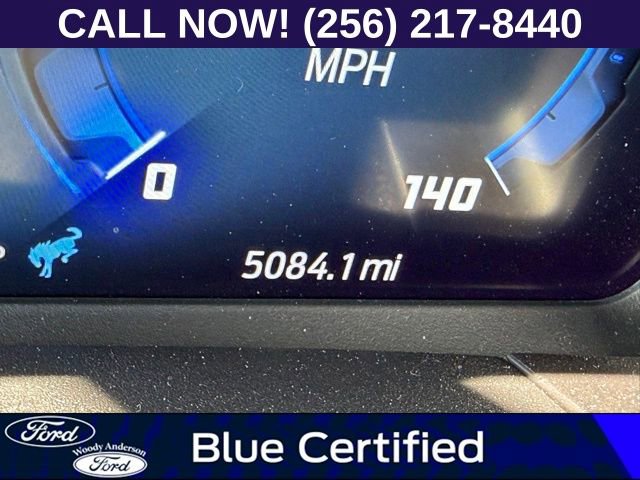 CALL NOW! (256) 217-8440
MPH
0
140
5084.1 mi
Ford
Woody Anderson
Ford
Blue Certified